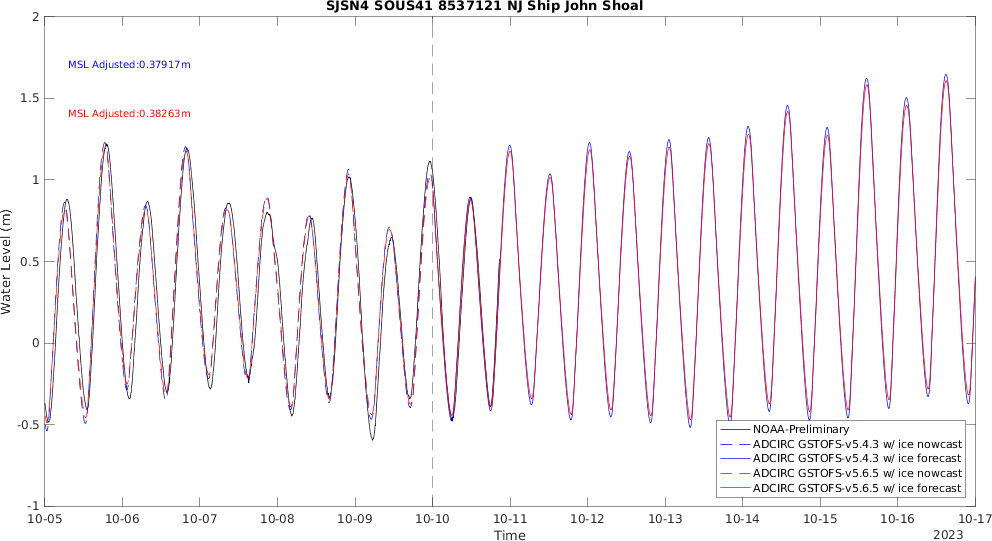 SJSN4 SOUS41 8537121 NJ Ship John Shoal
MSL Adjusted:0.37917m
MSL Adjusted:0.38263m
Water Level (m)
2
1.5
1
0.5
0
-0.5
-1
NOAA-Preliminary
ADCIRC GSTOFS-v5.4.3 w/ ice nowcast
ADCIRC GSTOFS-v5.4.3 w/ ice forecast
ADCIRC GSTOFS-v5.6.5 w/ ice nowcast
ADCIRC GSTOFS-v5.6.5 w/ ice forecast
10-05 10-06 10-07 10-08 10-09 10-10 10-11 10-12 10-13 10-14 10-15 10-16 10-17
Time
2023